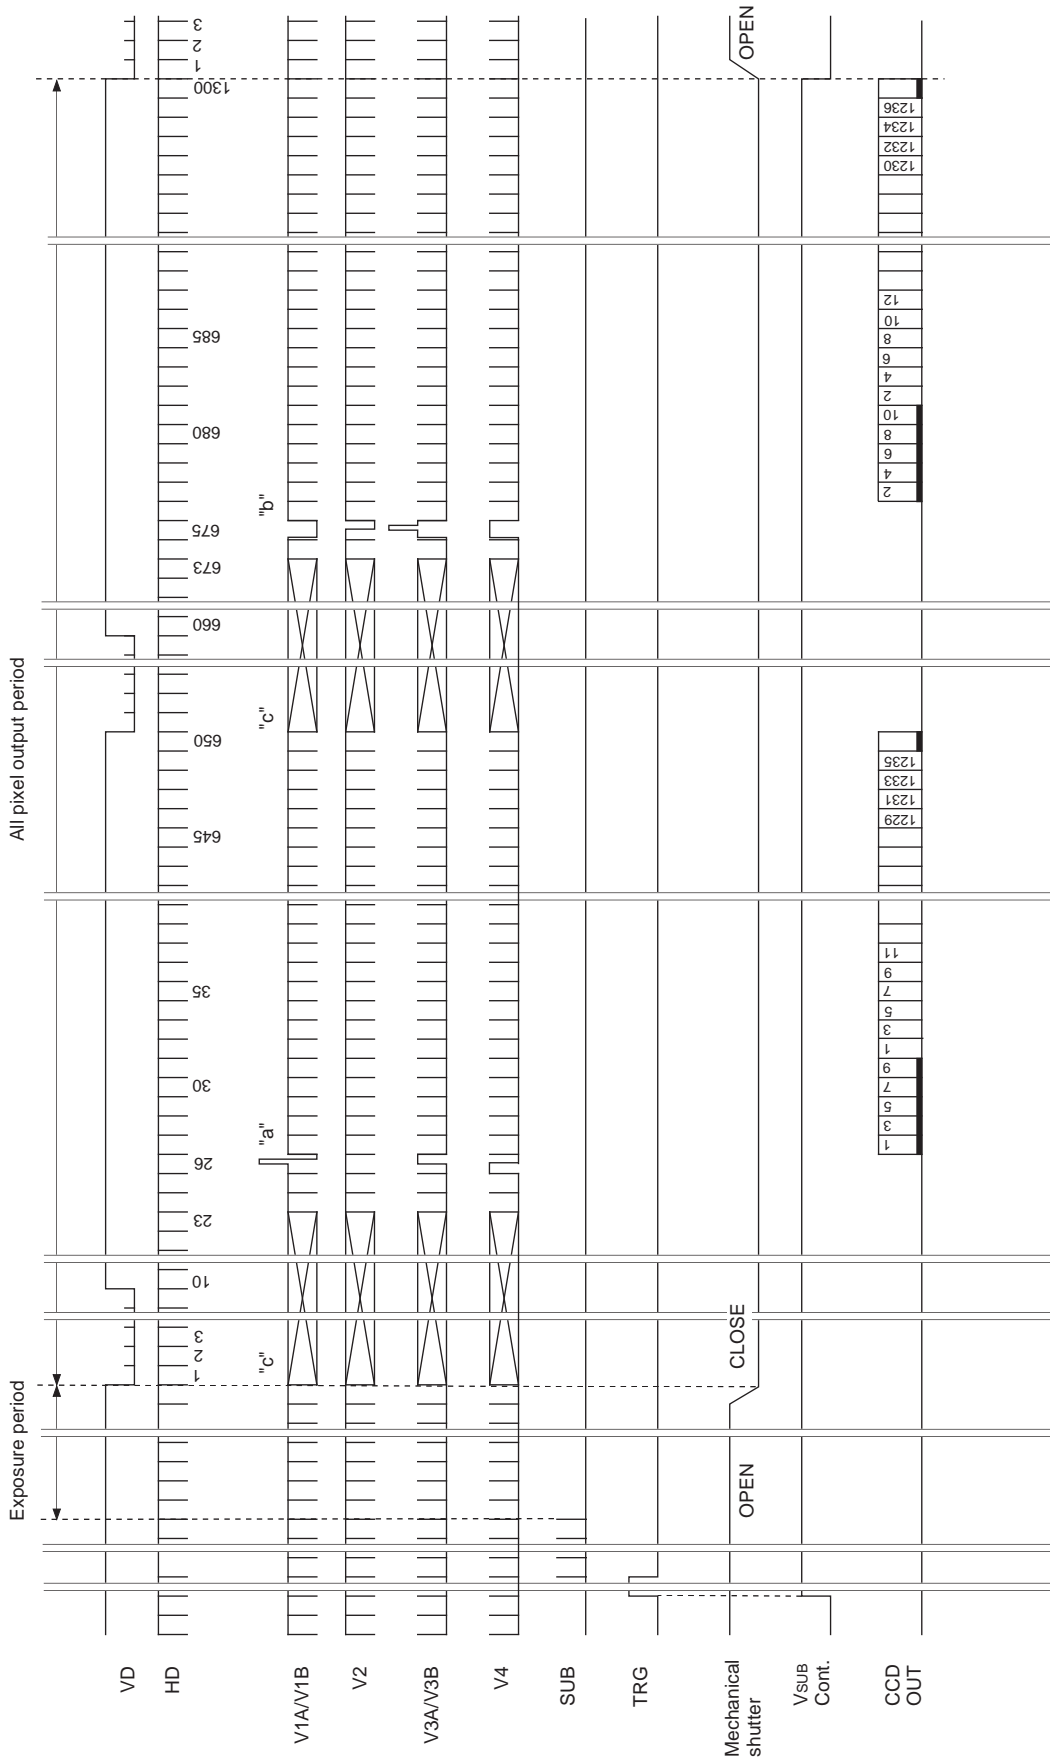 Exposure period
All pixel output period
VD
HD
1
2
3
10
23
26
30
35
645
650
660
673
675
680
685
1300
1
2
3
"c"
"a"
"c"
"b"
V1A/V1B
V2
V3A/V3B
V4
SUB
TRG
Mechanical
shutter
OPEN
CLOSE
OPEN
VSUB
Cont.
CCD
OUT
1
3
5
7
9
1
3
5
7
9
11
1229
1231
1233
1235
2
4
6
8
10
2
4
6
8
10
12
1230
1232
1234
1236